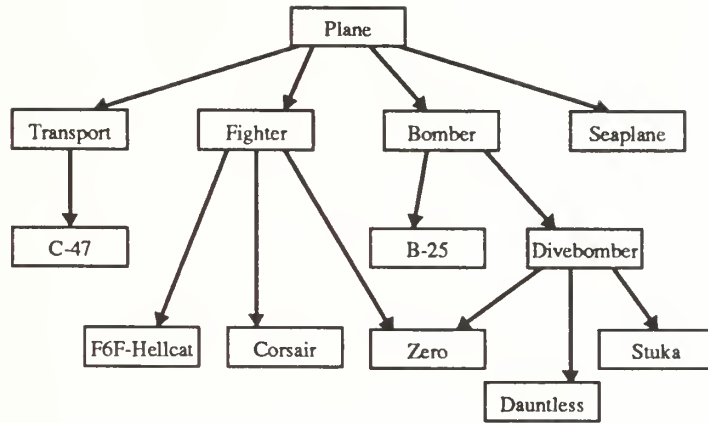 Plane
Transport
Fighter
Bomber
Seaplane
C-47
B-25
Divebomber
F6F-Hellcat
Corsair
Zero
Stuka
Dauntless